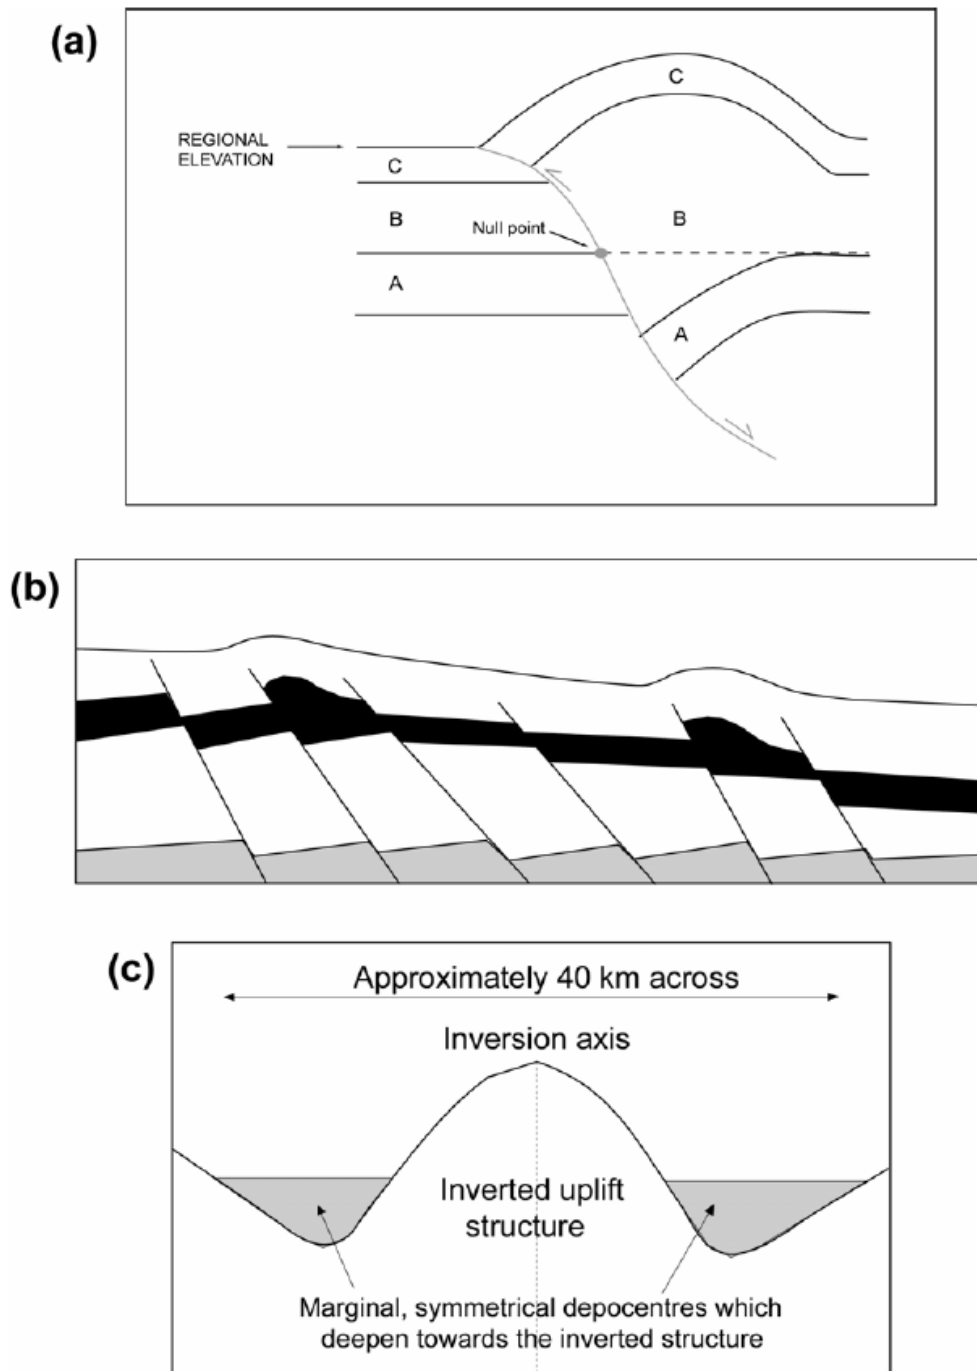 (a)
C
REGIONAL
ELEVATION
C
B
Null point
B
A
A
(b)
(c)
Approximately 40 km across
Inversion axis
Inverted uplift
structure
Marginal, symmetrical depocentres which
deepen towards the inverted structure